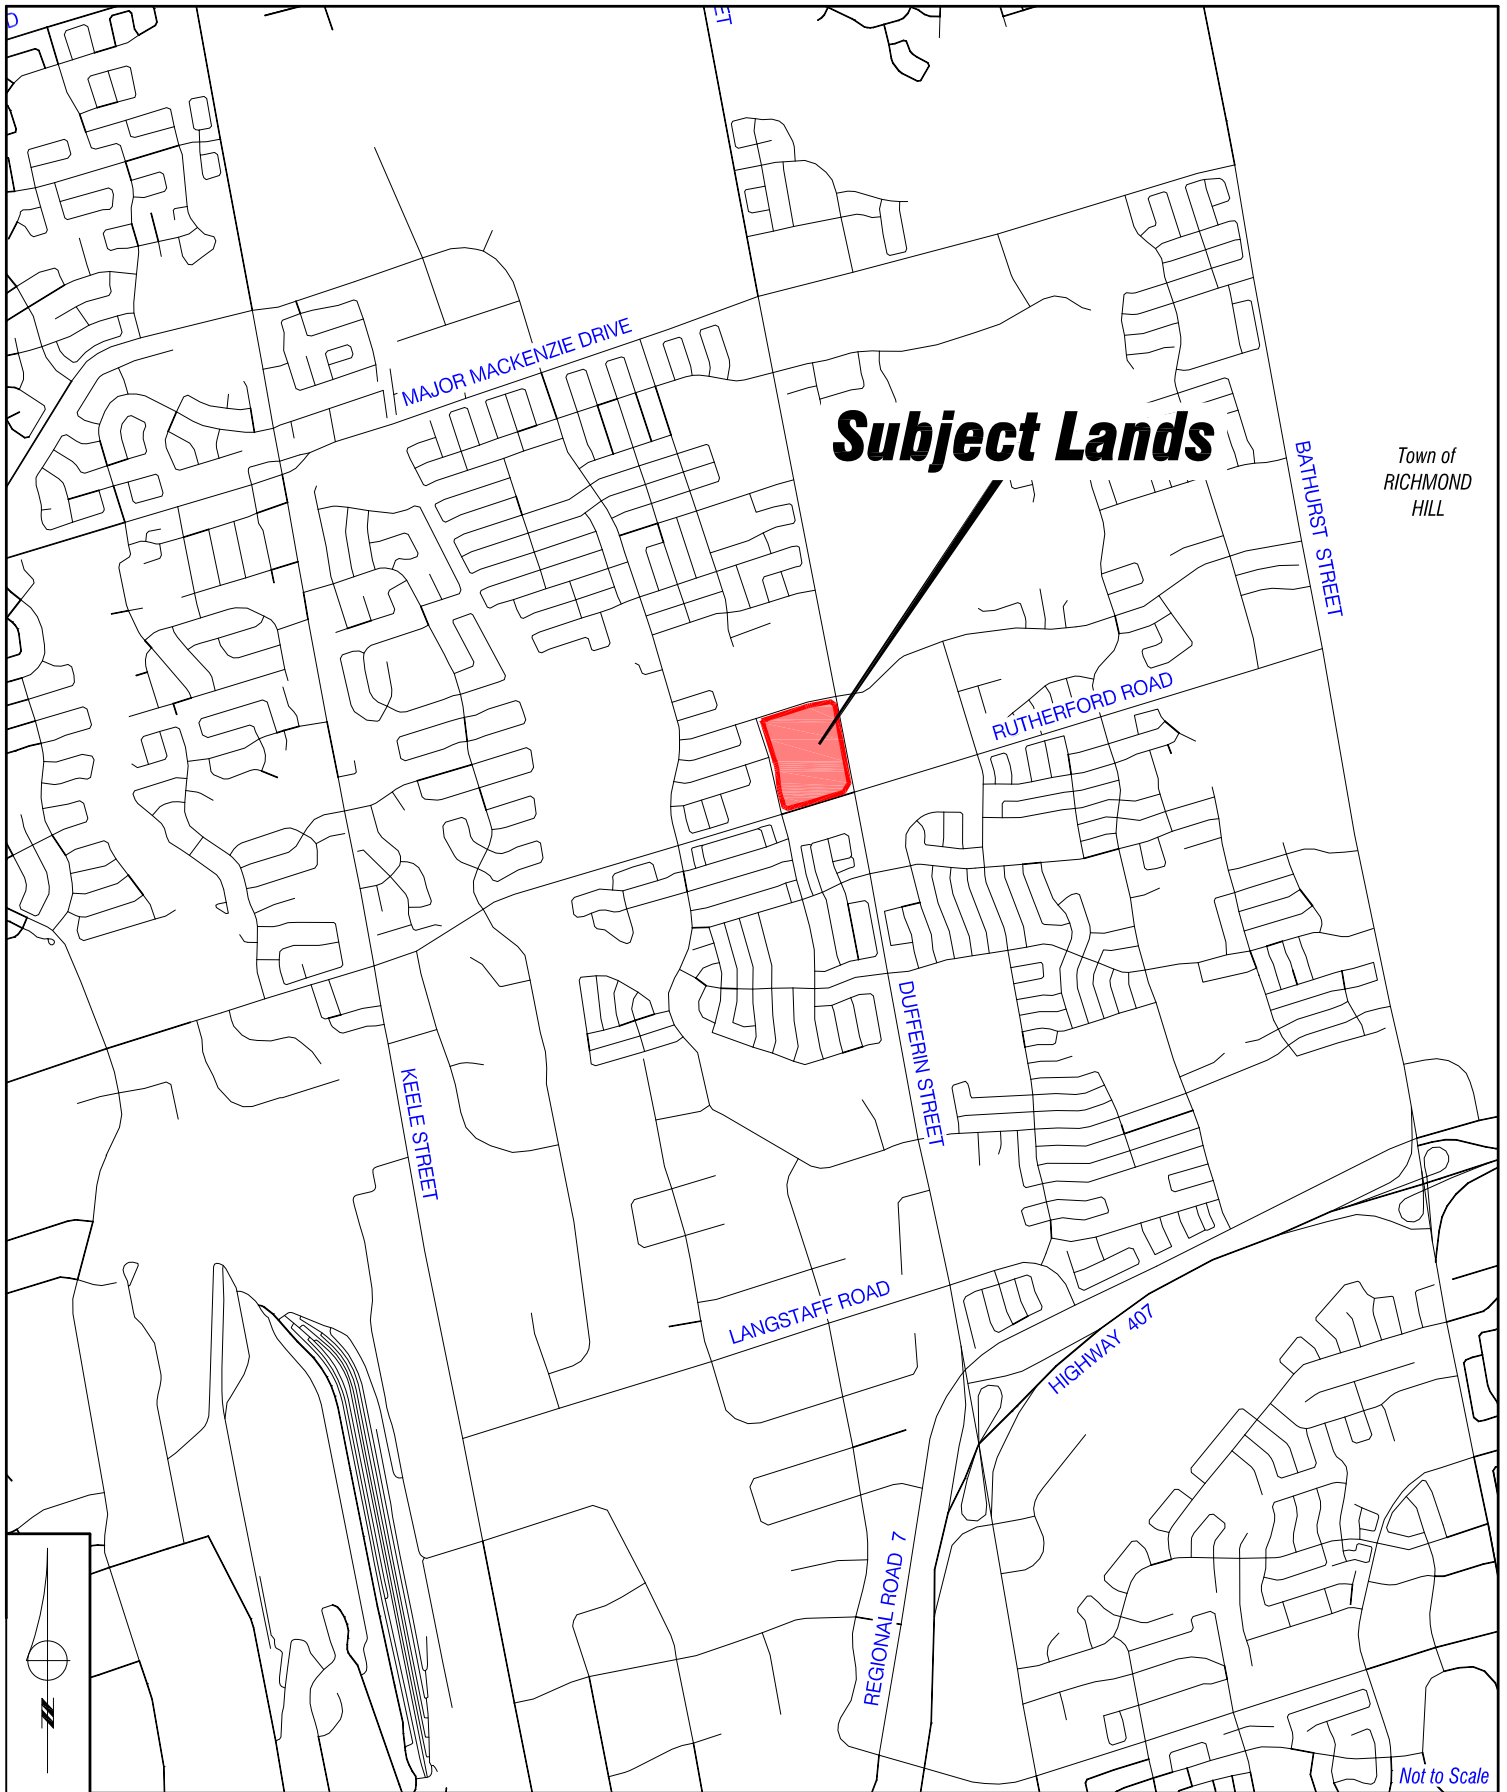 D
ET
MAJOR MACKENZIE DRIVE
Subject Lands
BATHURST STREET
Town of
RICHMOND
HILL
RUTHERFORD ROAD
DUFFERIN STREET
KEELE STREET
LANGSTAFF ROAD
HIGHWAY 407
REGIONAL ROAD 7
N
Not to Scale